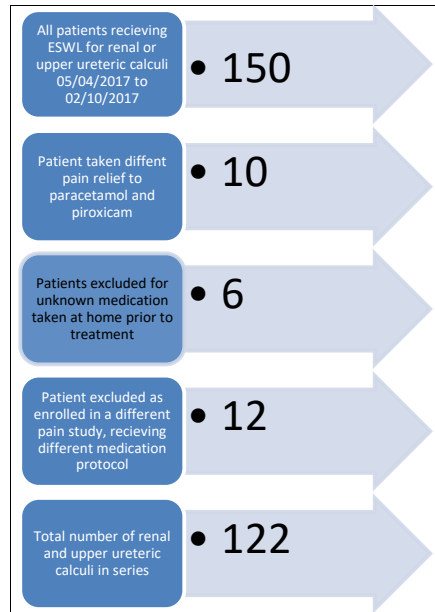 All patients recieving
ESWL for renal or
upper ureteric calculi
05/04/2017 to
02/10/2017
• 150
Patient taken diffent
pain relief to
paracetamol and
piroxicam
• 10
Patients excluded for
unknown medication
taken at home prior to
treatment
• 6
Patient excluded as
enrolled in a different
pain study, recieving
different medication
protocol
• 12
Total number of renal
and upper ureteric
calculi in series
• 122